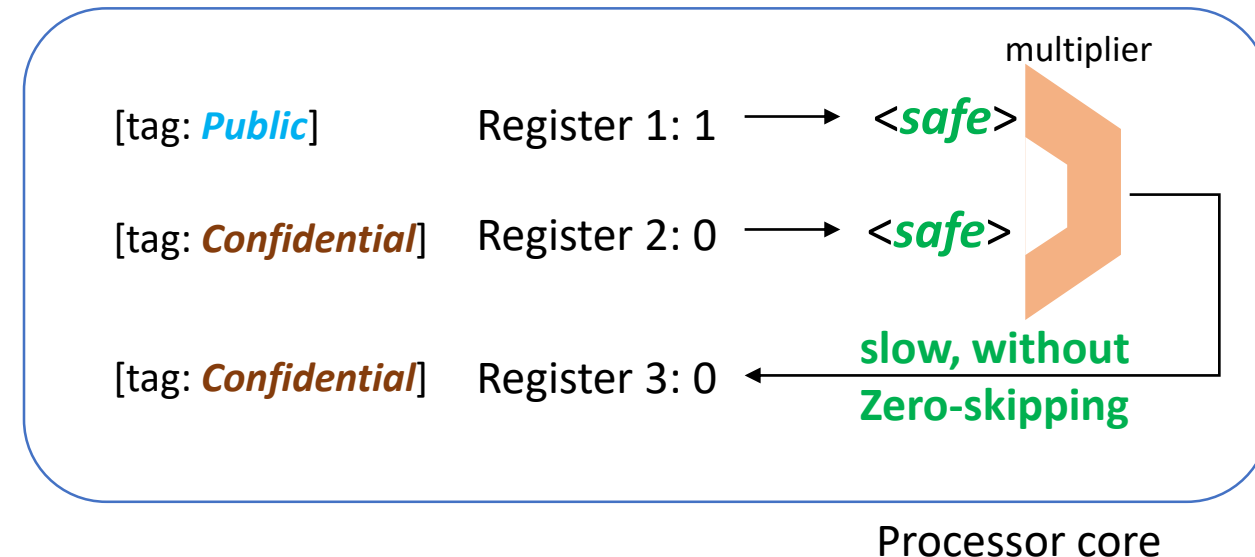 multiplier
[tag: Public] Register 1: 1 <safe>
[tag: Confidential] Register 2: 0 <safe>
[tag: Confidential] Register 3: 0 slow, without
Zero-skipping
Processor core